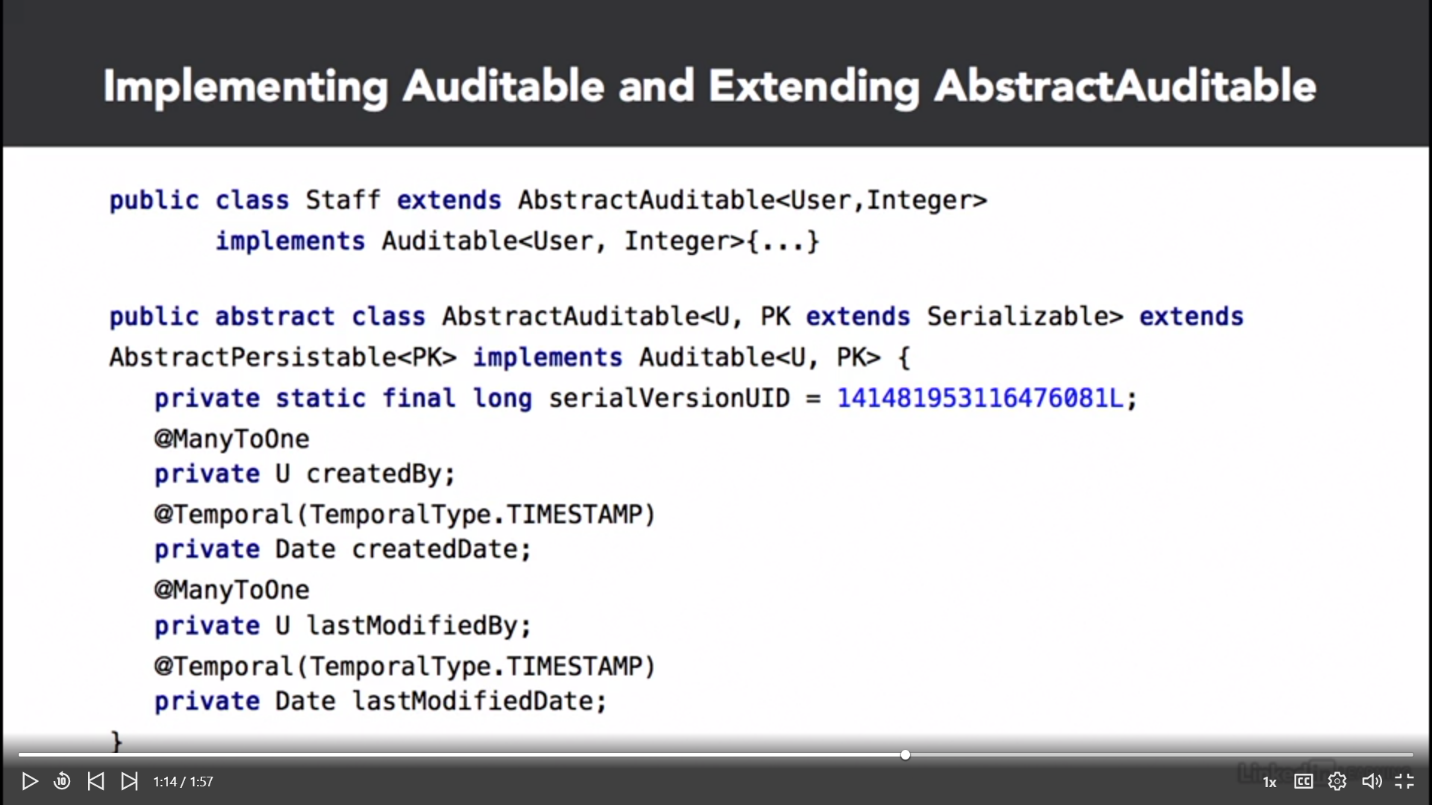 Implementing Auditable and Extending AbstractAuditable
public class Staff extends AbstractAuditable<User,Integer>
implements Auditable<User, Integer>{...}
public abstract class AbstractAuditable<U, PK extends Serializable> extends
AbstractPersistable<PK> implements Auditable<U, PK> {
private static final long serialVersionUID = 141481953116476081L;
@ManyToOne
private U createdBy;
@Temporal(TemporalType.TIMESTAMP)
private Date createdDate;
@ManyToOne
private U lastModifiedBy;
@Temporal(TemporalType.TIMESTAMP)
private Date lastModifiedDate;
}
10 1:14 / 1:57 1x CC